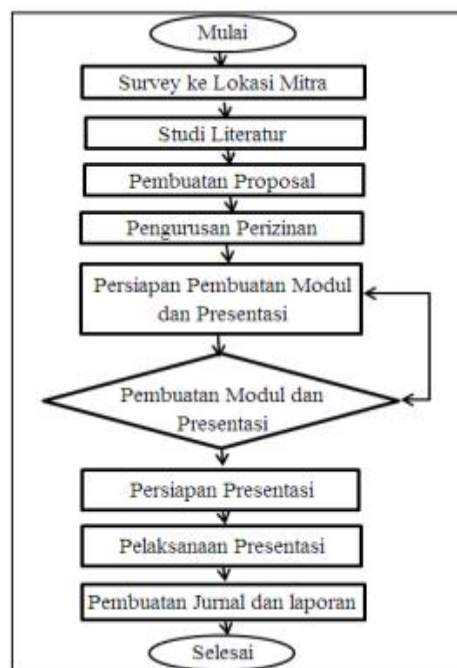 Mulai
Survey ke Lokasi Mitra
Studi Literatur
Pembuatan Proposal
Pengurusan Perizinan
Persiapan Pembuatan Modul
dan Presentasi
Pembuatan Modul dan
Presentasi
Persiapan Presentasi
Pelaksanaan Presentasi
Pembuatan Jurnal dan laporan
Selesai